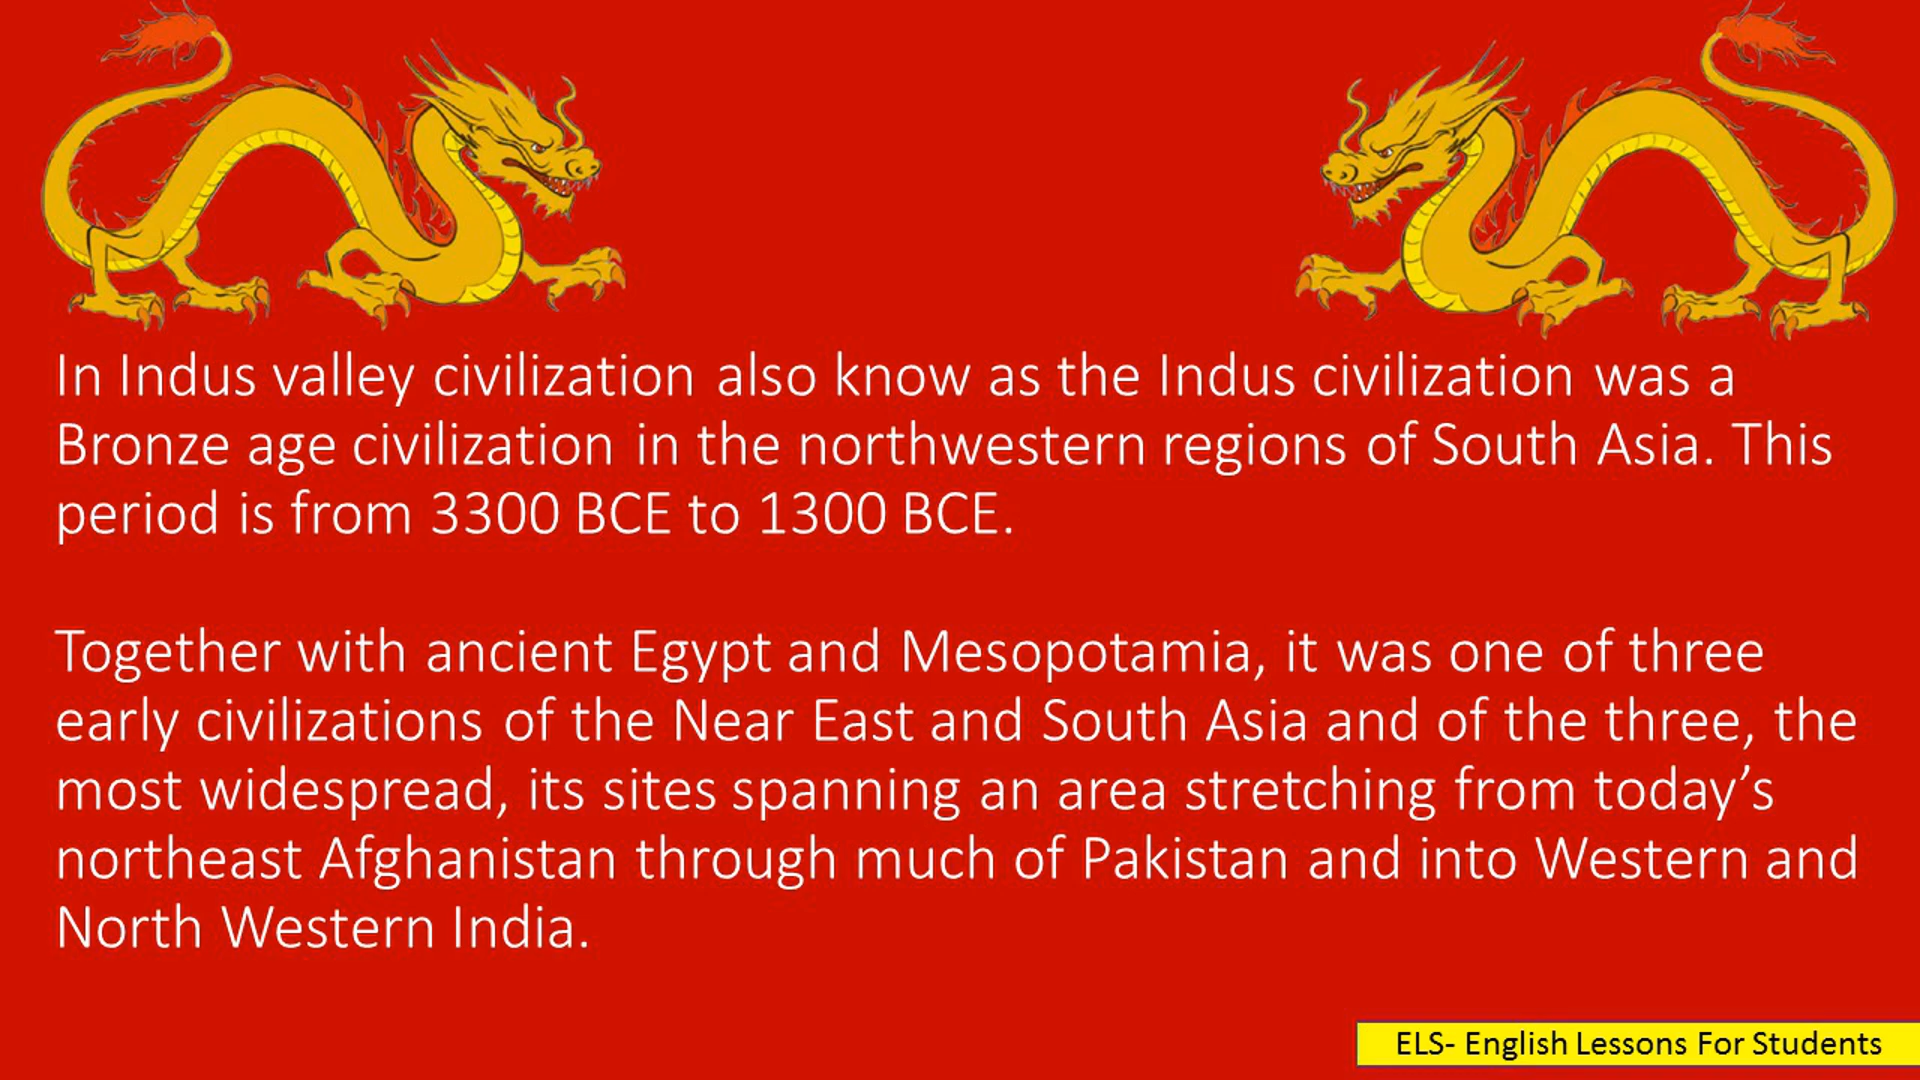 In Indus valley civilization also know as the Indus civilization was a
Bronze age civilization in the northwestern regions of South Asia. This
period is from 3300 BCE to 1300 BCE.
Together with ancient Egypt and Mesopotamia, it was one of three
early civilizations of the Near East and South Asia and of the three, the
most widespread, its sites spanning an area stretching from today’s
northeast Afghanistan through much of Pakistan and into Western and
North Western India.
ELS- English Lessons For Students